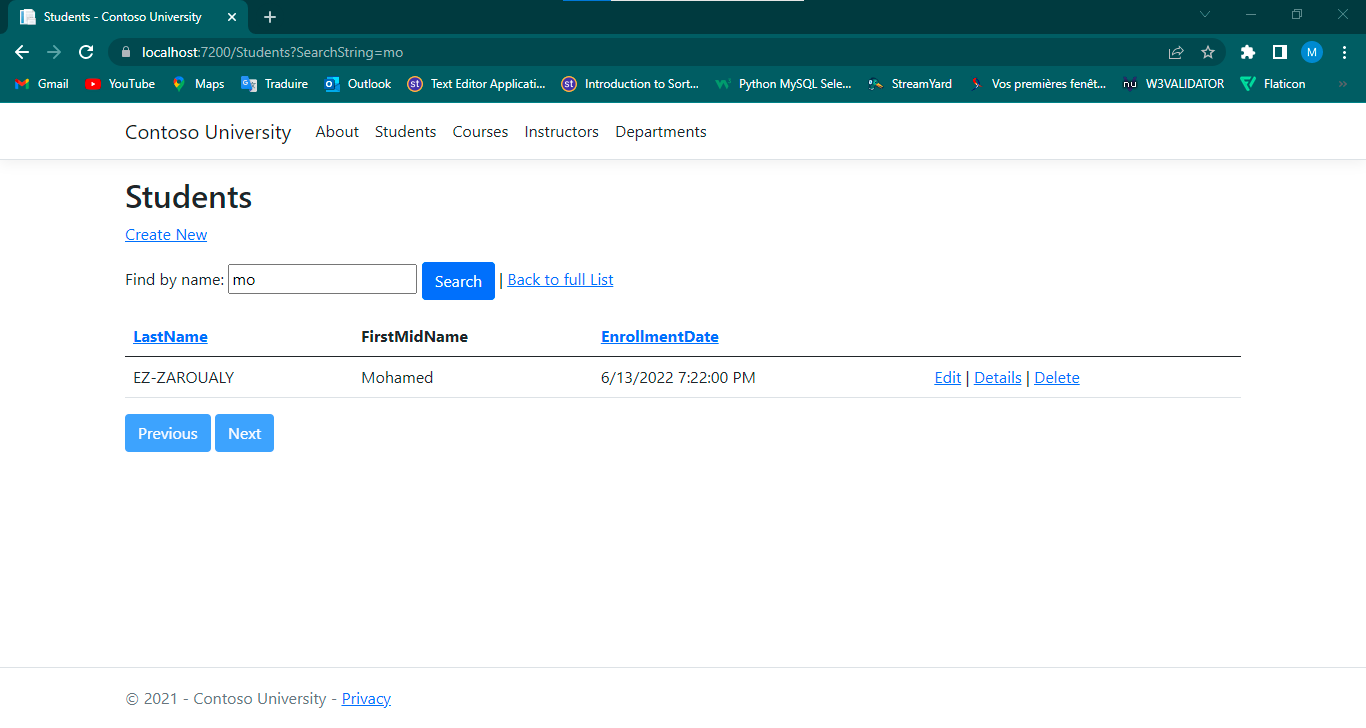 Students - Contoso University
localhost:7200/Students?SearchString=mo
M
Gmail YouTube Maps Traduire Outlook Text Editor Applicati... Introduction to Sort... Python MySQL Sele... StreamYard Vos premières fenêt... W3VALIDATOR Flaticon »
Contoso University About Students Courses Instructors Departments
Students
Create New
Find by name: mo Search | Back to full List
LastName FirstMidName EnrollmentDate
EZ-ZAROUALY Mohamed 6/13/2022 7:22:00 PM Edit | Details | Delete
Previous Next
© 2021 - Contoso University - Privacy